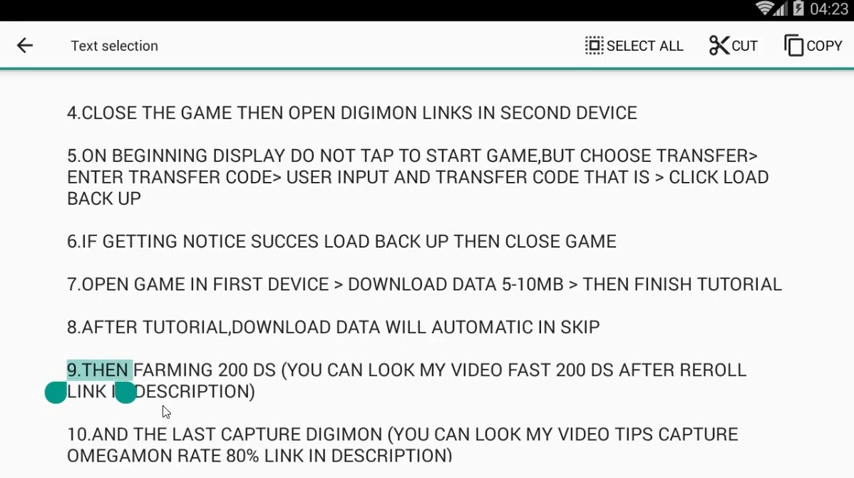 04:23
Text selection
SELECT ALL
CUT
COPY
4.CLOSE THE GAME THEN OPEN DIGIMON LINKS IN SECOND DEVICE
5.ON BEGINNING DISPLAY DO NOT TAP TO START GAME,BUT CHOOSE TRANSFER>
ENTER TRANSFER CODE> USER INPUT AND TRANSFER CODE THAT IS > CLICK LOAD
BACK UP
6.IF GETTING NOTICE SUCCES LOAD BACK UP THEN CLOSE GAME
7.OPEN GAME IN FIRST DEVICE > DOWNLOAD DATA 5-10MB > THEN FINISH TUTORIAL
8.AFTER TUTORIAL,DOWNLOAD DATA WILL AUTOMATIC IN SKIP
9.THEN FARMING 200 DS (YOU CAN LOOK MY VIDEO FAST 200 DS AFTER REROLL
LINK DESCRIPTION)
10.AND THE LAST CAPTURE DIGIMON (YOU CAN LOOK MY VIDEO TIPS CAPTURE
OMEGAMON RATE 80% LINK IN DESCRIPTION)